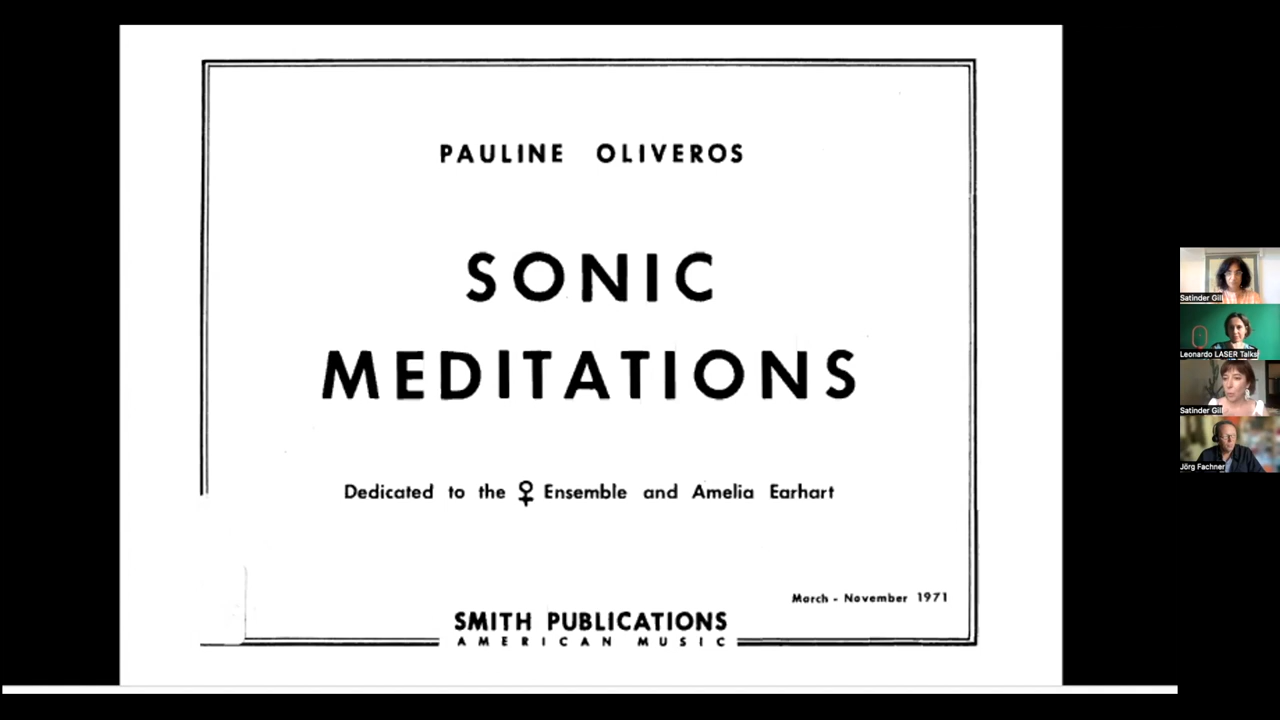 PAULINE OLIVEROS
SONIC
MEDITATIONS
Dedicated to the ♀ Ensemble and Amelia Earhart
March - November 1971
SMITH PUBLICATIONS
AMERICAN MUSIC
Satinder Gill
Leonardo LASER Talks
Satinder Gill
Jörg Fachner